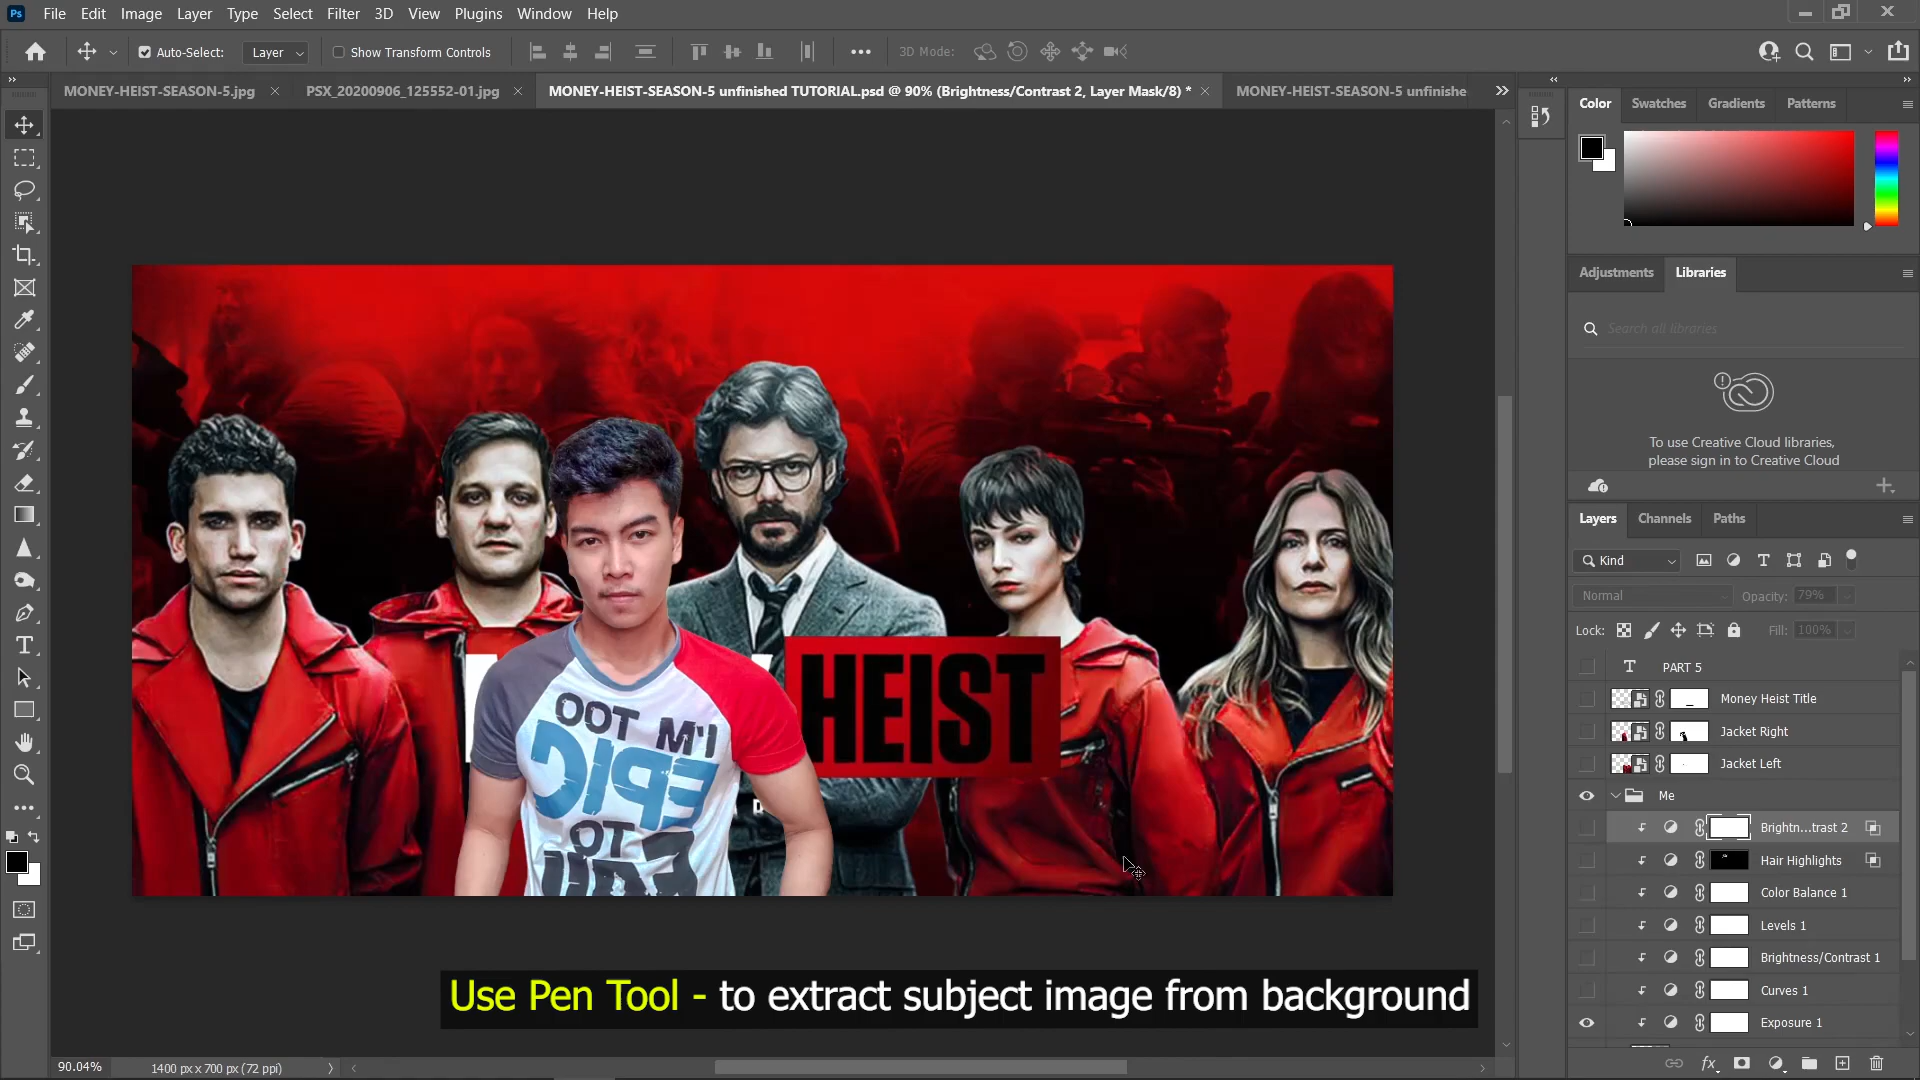 Ps File Edit Image Layer Type Select Filter 3D View Plugins Window Help
Auto-Select: Layer Show Transform Controls 3D Mode:
MONEY-HEIST-SEASON-5.jpg PSX_20200906_125552-01.jpg MONEY-HEIST-SEASON-5 unfinished TUTORIAL.psd @ 90% (Brightness/Contrast 2, Layer Mask/8) * MONEY-HEIST-SEASON-5 unfinishe
Color Swatches Gradients Patterns
Adjustments Libraries
Search all libraries
To use Creative Cloud libraries,
please sign in to Creative Cloud
Layers Channels Paths
Kind
Normal Opacity: 79%
Lock: Fill: 100%
PART 5
Money Heist Title
Jacket Right
Jacket Left
Me
Brightn...trast 2
Hair Highlights
Color Balance 1
Levels 1
Brightness/Contrast 1
Curves 1
Exposure 1
HEIST
I'M TOO
EPIC
TO
FAIL
Use Pen Tool - to extract subject image from background
90.04% 1400 px x 700 px (72 ppi)